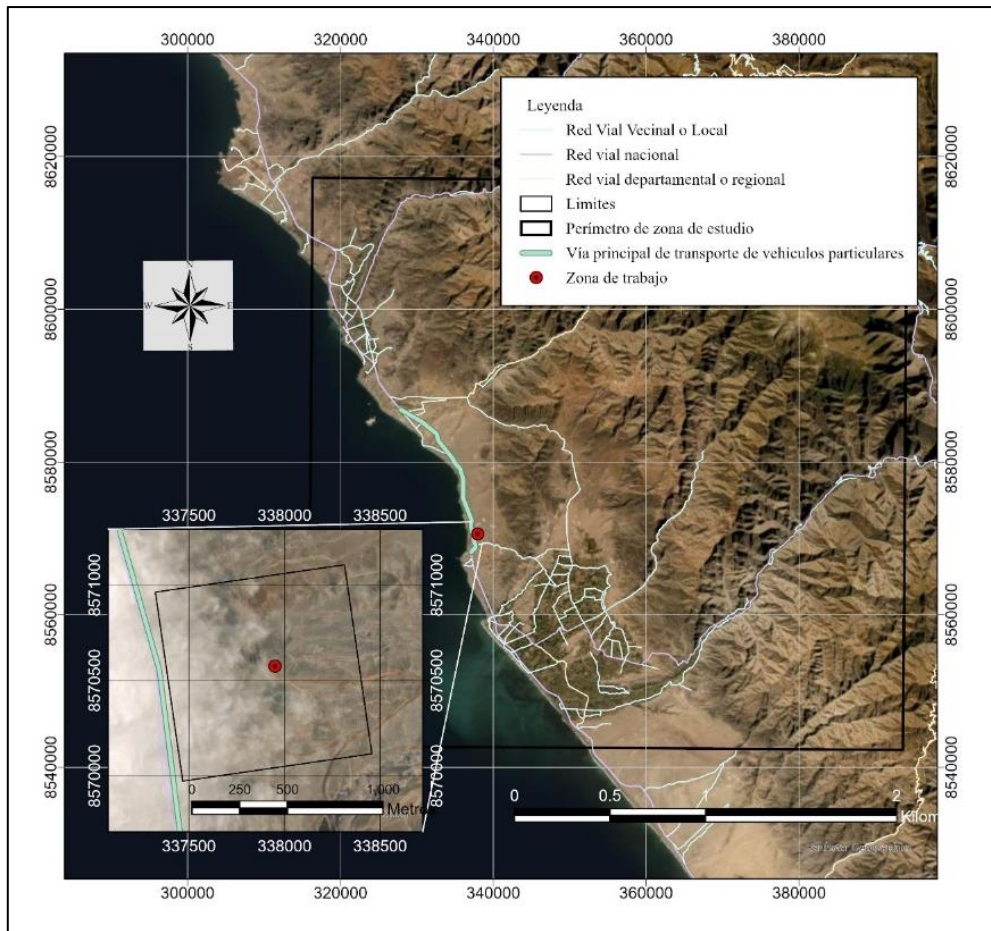 300000 320000 340000 360000 380000
Leyenda
Red Vial Vecinal o Local
Red vial nacional
Red vial departamental o regional
Limites
Perímetro de zona de estudio
Vía principal de transporte de vehiculos particulares
Zona de trabajo
8620000 8620000
N
W E
S
8600000 8600000
8580000 8580000
337500 338000 338500
8571000 8571000
8560000 8560000
8570500 8570500
8570000 8570000
8540000 8540000
0 250 500 1,000
Metros
0 0.5 1 2
Kilom
337500 338000 338500
300000 320000 340000 360000 380000